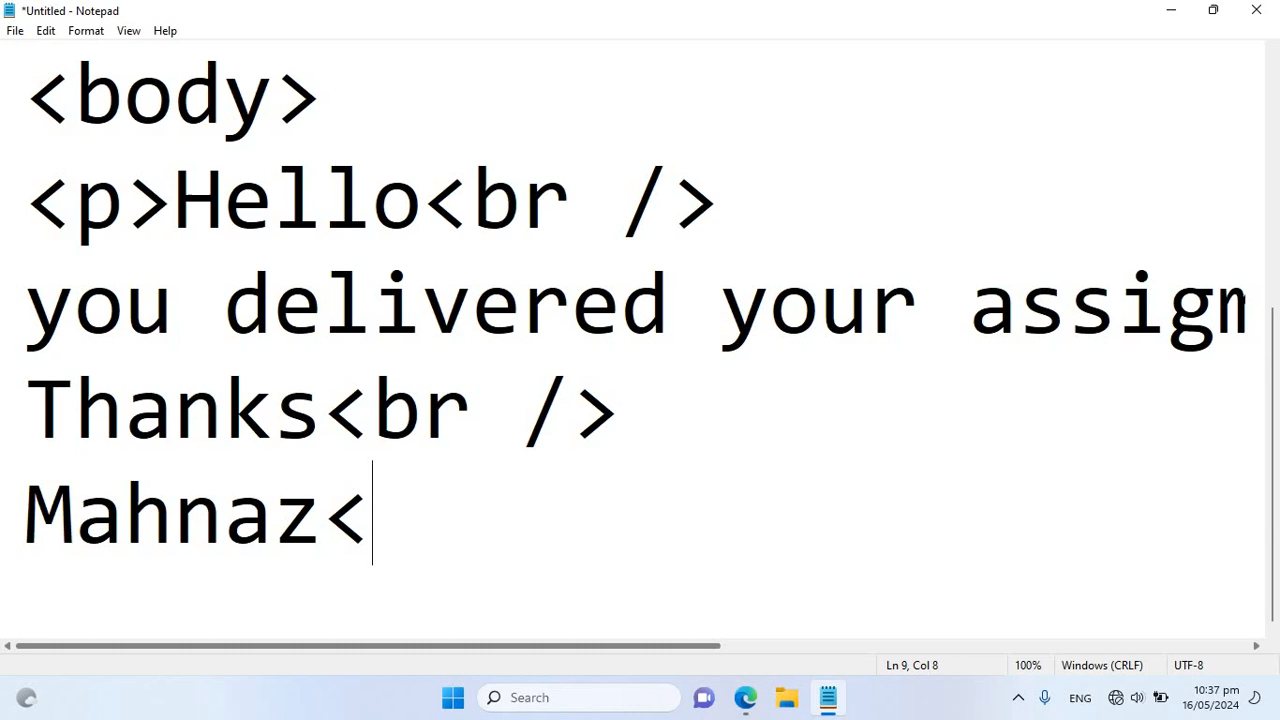 *Untitled - Notepad
File Edit Format View Help
<body>
<p>Hello<br />
you delivered your assigm
Thanks<br />
Mahnaz<
Ln 9, Col 8 100% Windows (CRLF) UTF-8
Search ENG 10:37 pm
16/05/2024